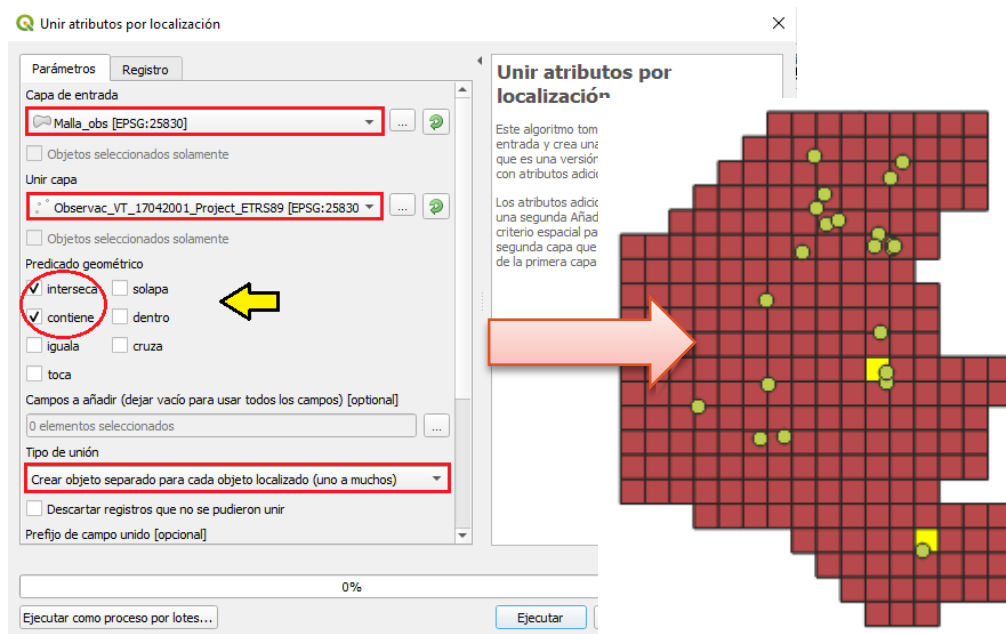 Unir atributos por localización
Parámetros
Registro
Capa de entrada
Malla_obs [EPSG:25830]
...
Objetos seleccionados solamente
Unir capa
Observac_VT_17042001_Project_ETRS89 [EPSG:25830
...
Objetos seleccionados solamente
Predicado geométrico
interseca
solapa
contiene
dentro
iguala
cruza
toca
Campos a añadir (dejar vacío para usar todos los campos) [optional]
0 elementos seleccionados
...
Tipo de unión
Crear objeto separado para cada objeto localizado (uno a muchos)
Descartar registros que no se pudieron unir
Prefijo de campo unido [opcional]
0%
Ejecutar como proceso por lotes...
Ejecutar
Unir atributos por
localización
Este algoritmo tom
entrada y crea una
que es una versión
con atributos adicio
Los atributos adicio
una segunda Añad
criterio espacial pa
segunda capa que
de la primera capa